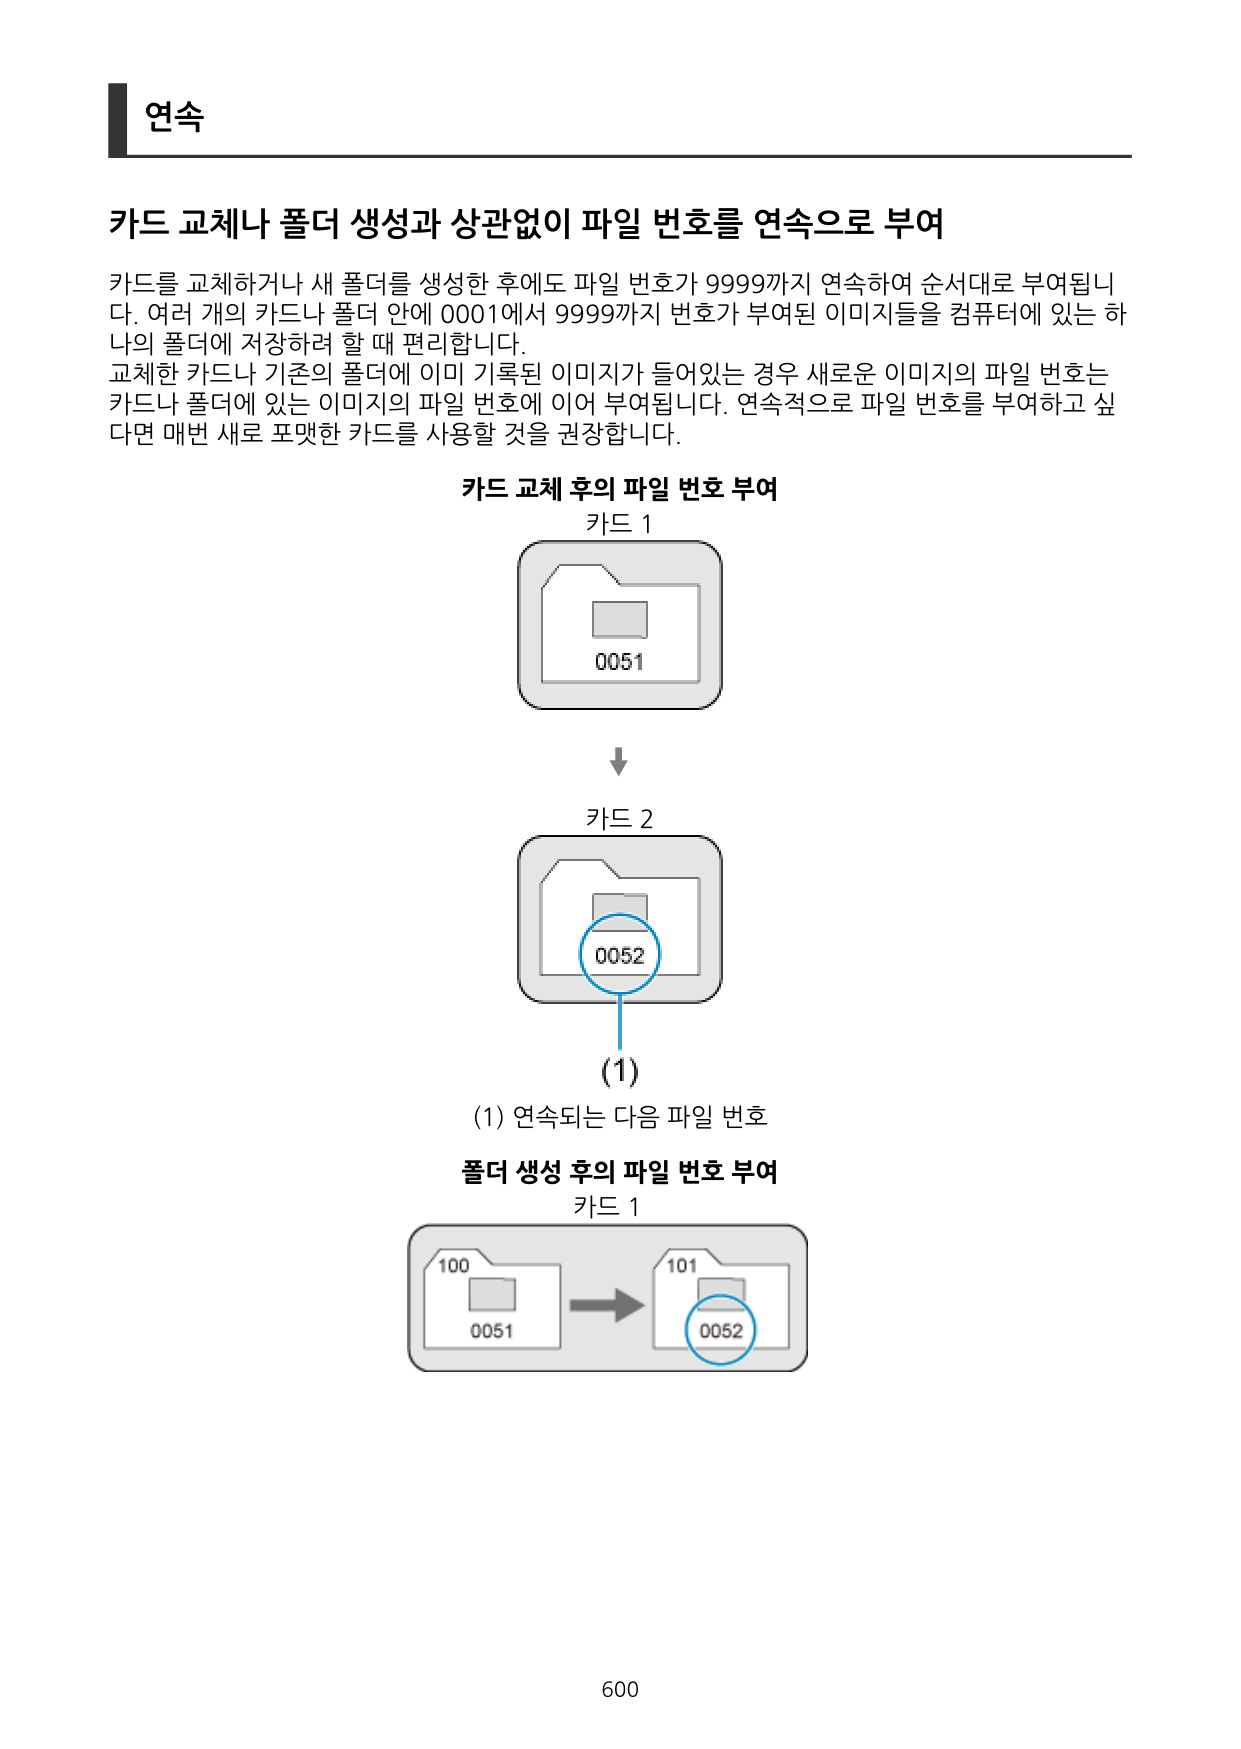 연속
카드 교체나 폴더 생성과 상관없이 파일 번호를 연속으로 부여
카드를 교체하거나 새 폴더를 생성한 후에도 파일 번호가 9999까지 연속하여 순서대로 부여됩니
다. 여러 개의 카드나 폴더 안에 0001에서 9999까지 번호가 부여된 이미지들을 컴퓨터에 있는 하
나의 폴더에 저장하려 할 때 편리합니다.
교체한 카드나 기존의 폴더에 이미 기록된 이미지가 들어있는 경우 새로운 이미지의 파일 번호는
카드나 폴더에 있는 이미지의 파일 번호에 이어 부여됩니다. 연속적으로 파일 번호를 부여하고 싶
다면 매번 새로 포맷한 카드를 사용할 것을 권장합니다.
카드 교체 후의 파일 번호 부여
카드 1
0051
카드 2
0052
(1)
(1) 연속되는 다음 파일 번호
폴더 생성 후의 파일 번호 부여
카드 1
100 101
0051 0052
600